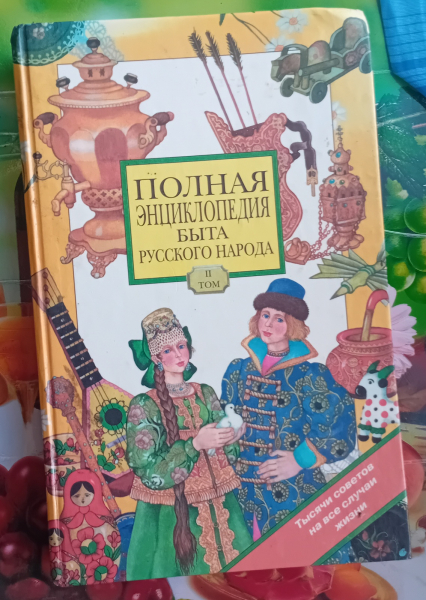 ПОЛНАЯ
ЭНЦИКЛОПЕДИЯ
БЫТА
РУССКОГО НАРОДА
II
ТОМ
Тысячи советов
на все случаи
жизни